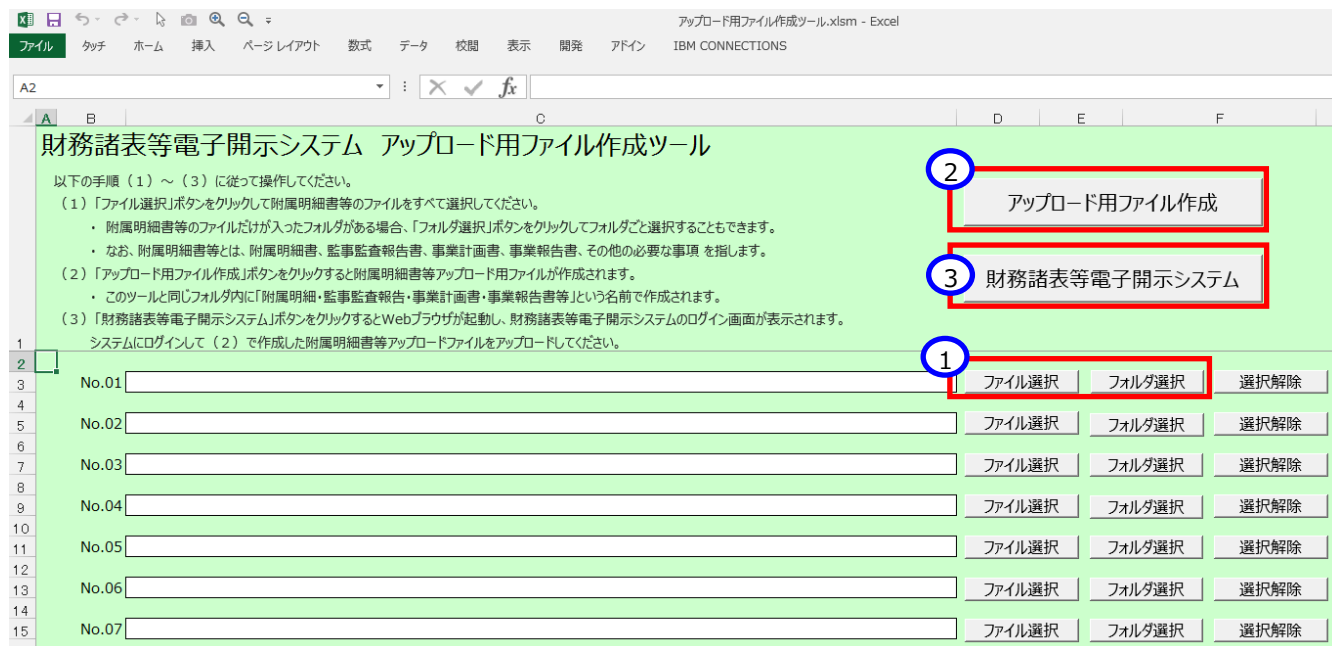 アップロード用ファイル作成ツール.xlsm - Excel
ファイル タッチ ホーム 挿入 ページ レイアウト 数式 データ 校閲 表示 開発 アドイン IBM CONNECTIONS
A2 fx
A B C D E F
財務諸表等電子開示システム アップロード用ファイル作成ツール
以下の手順（１）～（３）に従って操作してください。
（１）「ファイル選択」ボタンをクリックして附属明細書等のファイルをすべて選択してください。
・ 附属明細書等のファイルだけが入ったフォルダがある場合、「フォルダ選択」ボタンをクリックしてフォルダごと選択することもできます。
・ なお、附属明細書等とは、附属明細書、監事監査報告書、事業計画書、事業報告書、その他の必要な事項 を指します。
（２）「アップロード用ファイル作成」ボタンをクリックすると附属明細書等アップロード用ファイルが作成されます。
・ このツールと同じフォルダ内に「附属明細・監事監査報告・事業計画書・事業報告書等」という名前で作成されます。
（３）「財務諸表等電子開示システム」ボタンをクリックするとWebブラウザが起動し、財務諸表等電子開示システムのログイン画面が表示されます。
システムにログインして（２）で作成した附属明細書等アップロードファイルをアップロードしてください。
2
アップロード用ファイル作成
3
財務諸表等電子開示システム
1
1
2
3 No.01 ファイル選択 フォルダ選択 選択解除
4
5 No.02 ファイル選択 フォルダ選択 選択解除
6
7 No.03 ファイル選択 フォルダ選択 選択解除
8
9 No.04 ファイル選択 フォルダ選択 選択解除
10
11 No.05 ファイル選択 フォルダ選択 選択解除
12
13 No.06 ファイル選択 フォルダ選択 選択解除
14
15 No.07 ファイル選択 フォルダ選択 選択解除